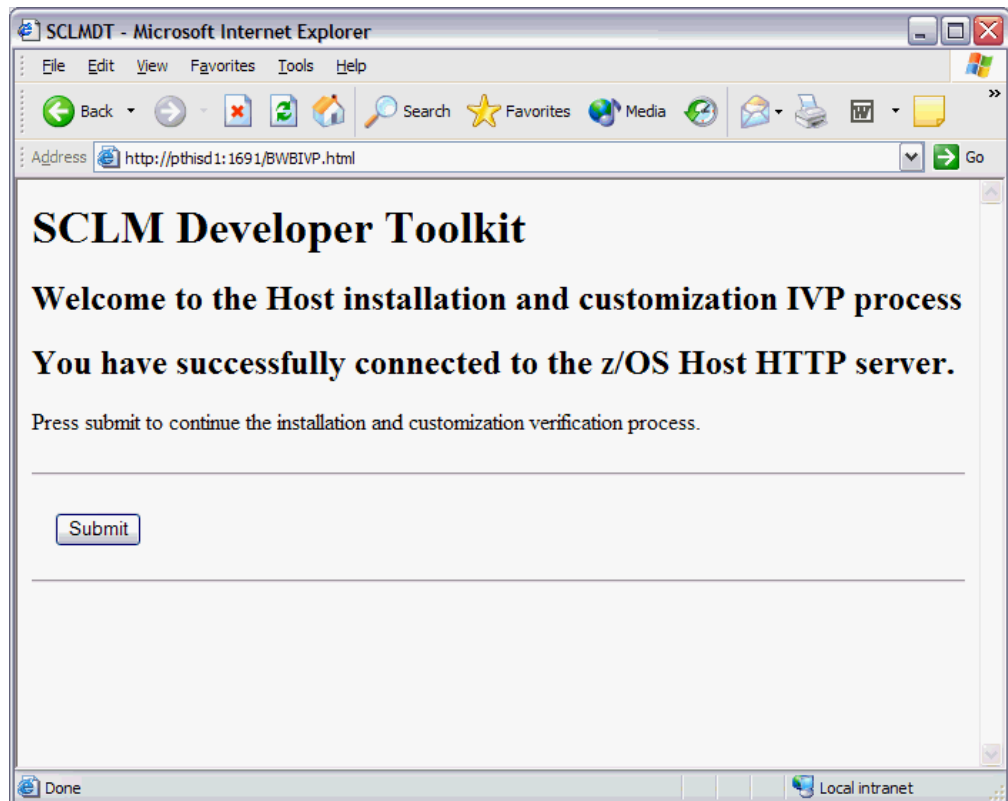 SCLMDT - Microsoft Internet Explorer
File Edit View Favorites Tools Help
Back Search Favorites Media »
Address http://pthisd1:1691/BWBIVP.html Go
SCLM Developer Toolkit
Welcome to the Host installation and customization IVP process
You have successfully connected to the z/OS Host HTTP server.
Press submit to continue the installation and customization verification process.
Submit
Done Local intranet